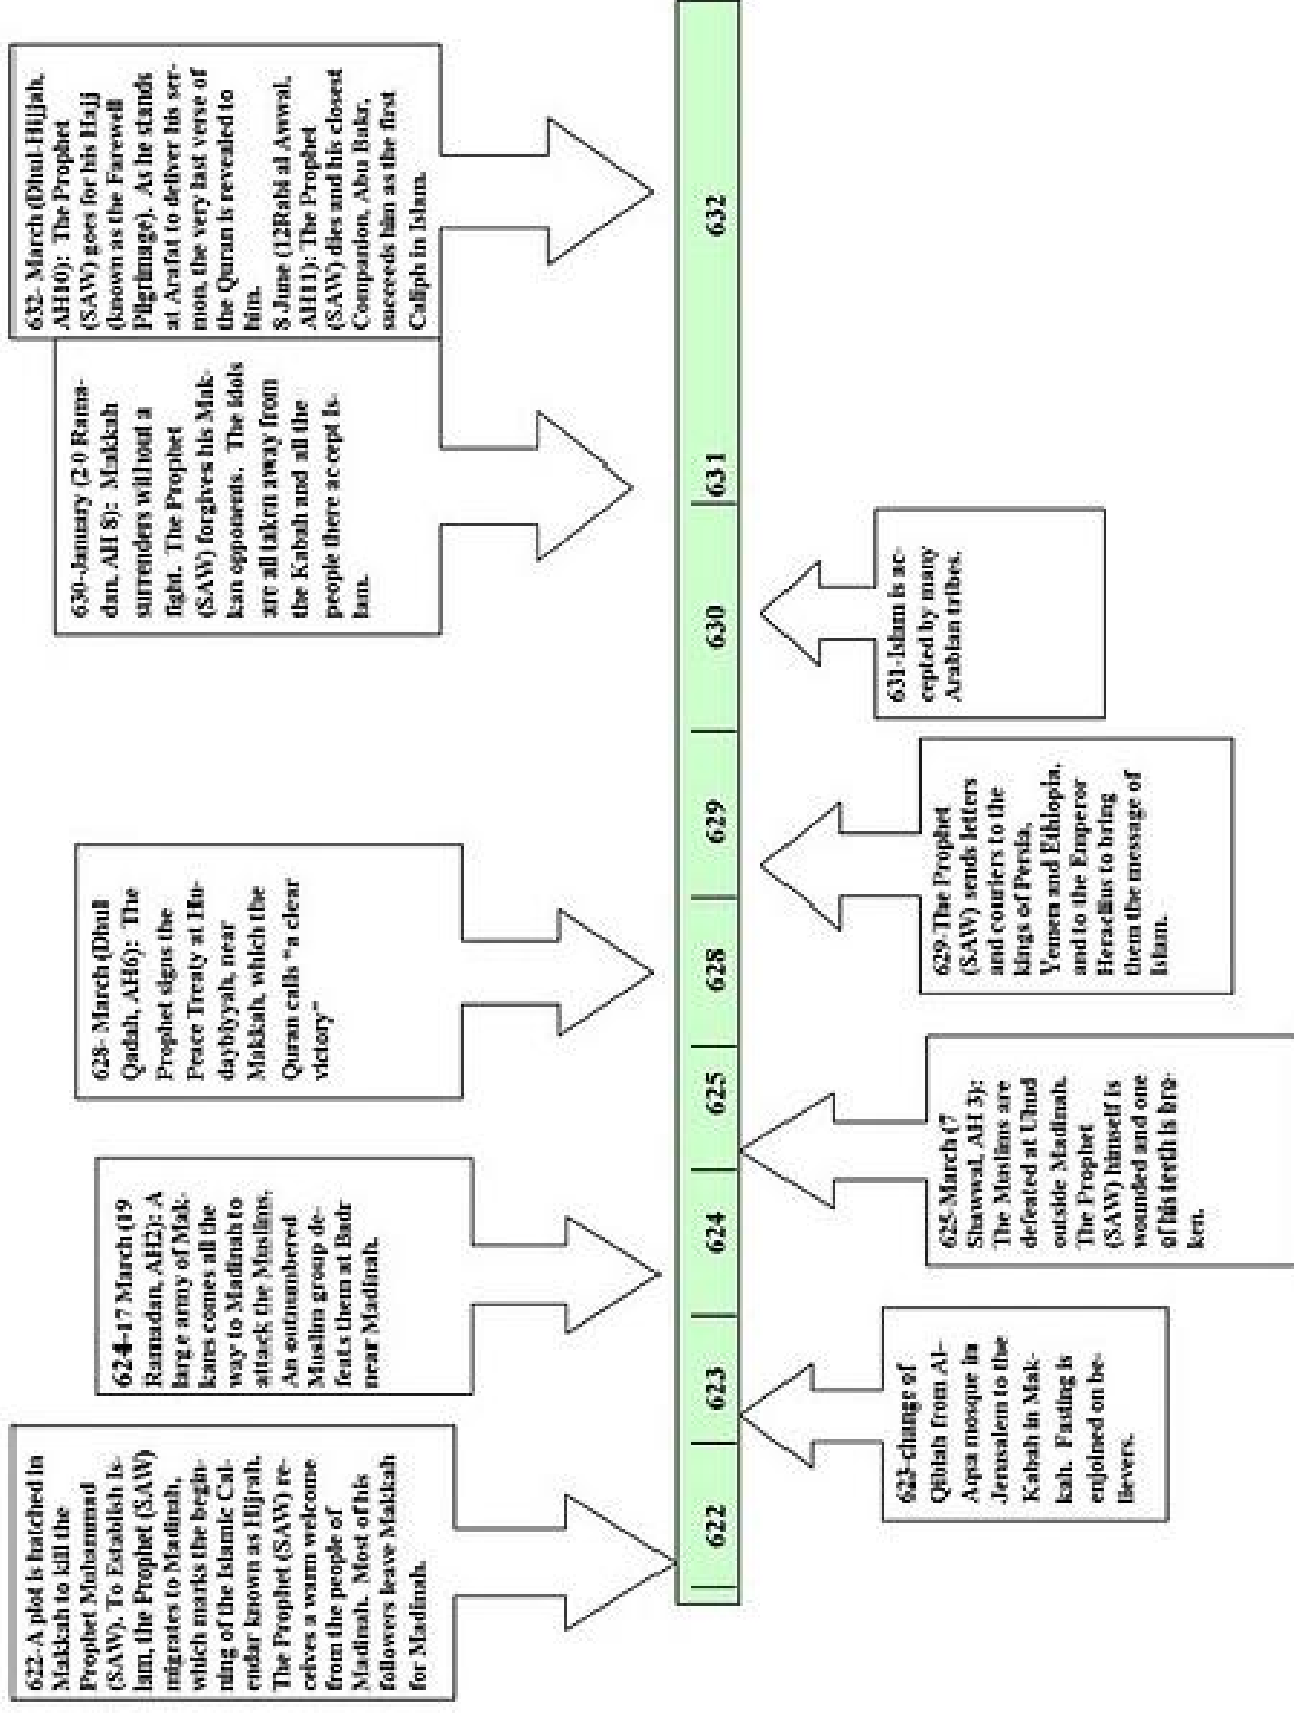 622-A plot is hatched in
Makkah to kill the
Prophet Muhammad
(SAW). To Establish Is-
lam, the Prophet (SAW)
migrates to Madinah,
which marks the begin-
ning of the Islamic Cal-
endar known as Hijrah.
The Prophet (SAW) re-
ceives a warm welcome
from the people of
Madinah. Most of his
followers leave Makkah
for Madinah.
624-17 March (19
Ramadan, AH2): A
large army of Mak-
kans comes all the
way to Madinah to
attack the Muslims.
An outnumbered
Muslim group de-
feats them at Badr
near Madinah.
628- March (Dhul
Qadah, AH6): The
Prophet signs the
Peace Treaty at Hu-
daybiyyah, near
Makkah, which the
Quran calls "a clear
victory"
630-January (20 Rama-
dan, AH 8): Makkah
surrenders without a
fight. The Prophet
(SAW) forgives his Mak-
kan opponents. The idols
are all taken away from
the Kabah and all the
people there accept Is-
lam.
632- March (Dhul-Hijjah,
AH10): The Prophet
(SAW) goes for his Hajj
(known as the Farewell
Pilgrimage). As he stands
at Arafat to deliver his ser-
mon, the very last verse of
the Quran is revealed to
him.
8 June (12Rabi al Awwal,
AH11): The Prophet
(SAW) dies and his closest
Companion, Abu Bakr,
succeeds him as the first
Caliph in Islam.
622 623 624 625 628 629 630 631 632
623-change of
Qiblah from Al-
Aqsa mosque in
Jerusalem to the
Kabah in Mak-
kah. Fasting is
enjoined on be-
lievers.
625-March (7
Shawwal, AH 3):
The Muslims are
defeated at Uhud
outside Madinah.
The Prophet
(SAW) himself is
wounded and one
of his teeth is bro-
ken.
629-The Prophet
(SAW) sends letters
and couriers to the
kings of Persia,
Yemen and Ethiopia,
and to the Emperor
Heraclius to bring
them the message of
Islam.
631-Islam is ac-
cepted by many
Arabian tribes.